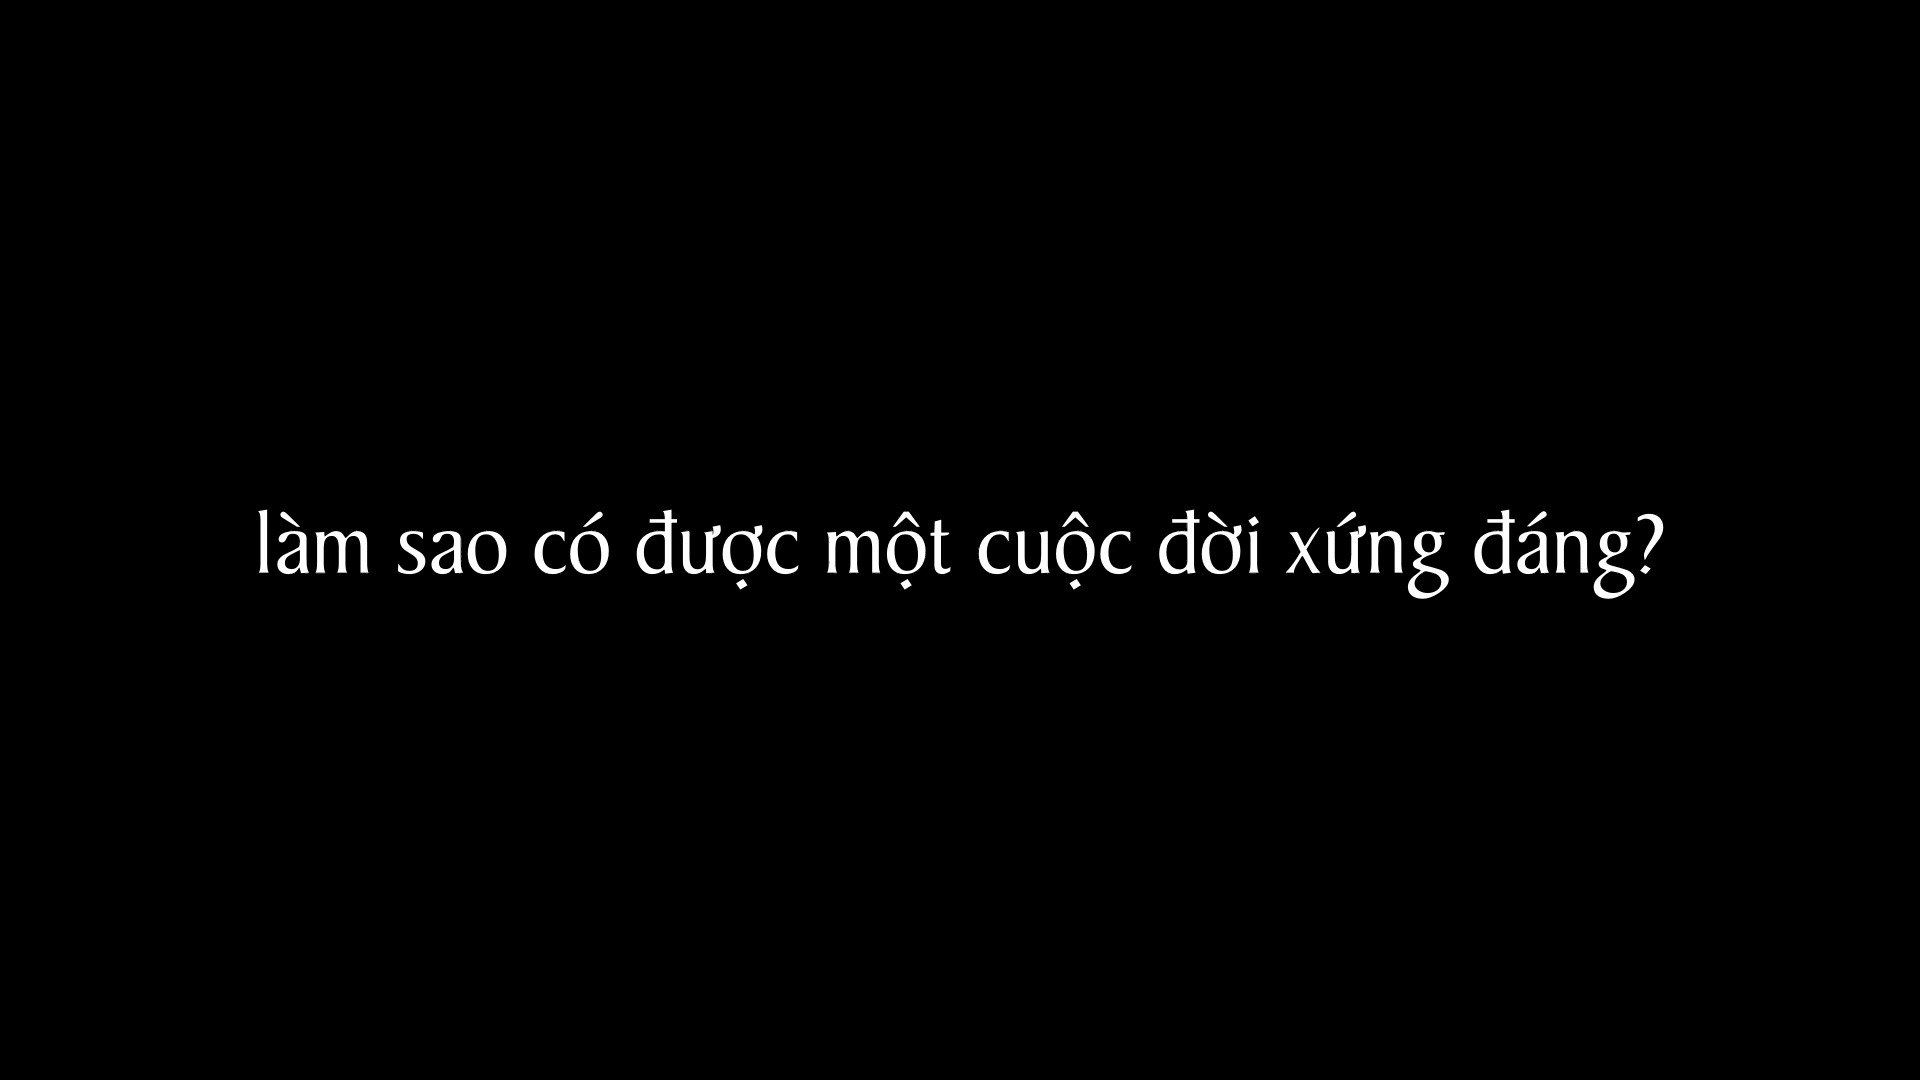 làm sao có được một cuộc đời xứng đáng?